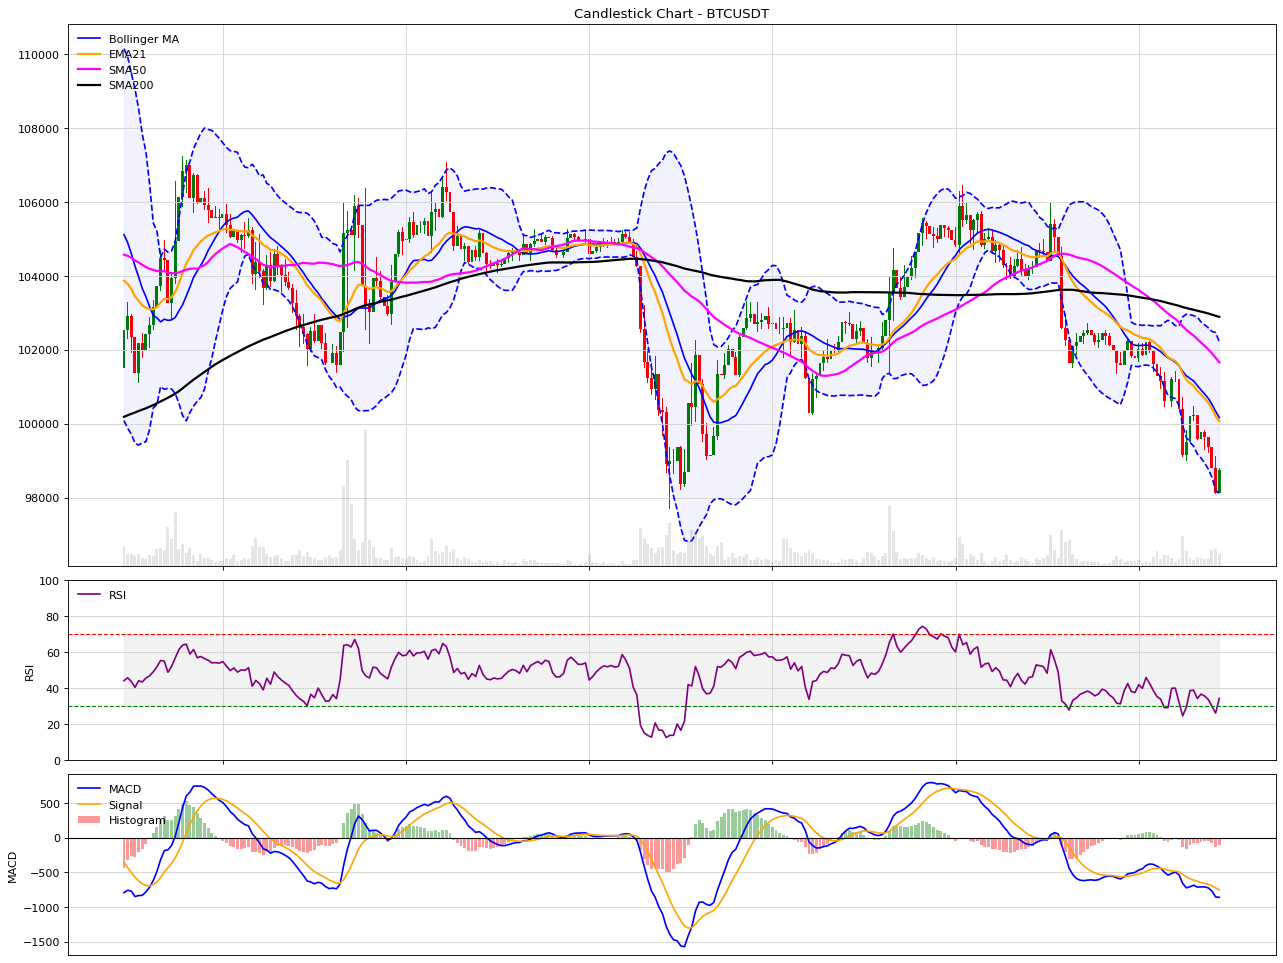 Candlestick Chart - BTCUSDT
Bollinger MA
EMA21
SMA50
SMA200
110000
108000
106000
104000
102000
100000
98000
100
80
60
40
20
0
RSI
RSI
MACD
Signal
Histogram
500
0
−500
−1000
−1500
MACD